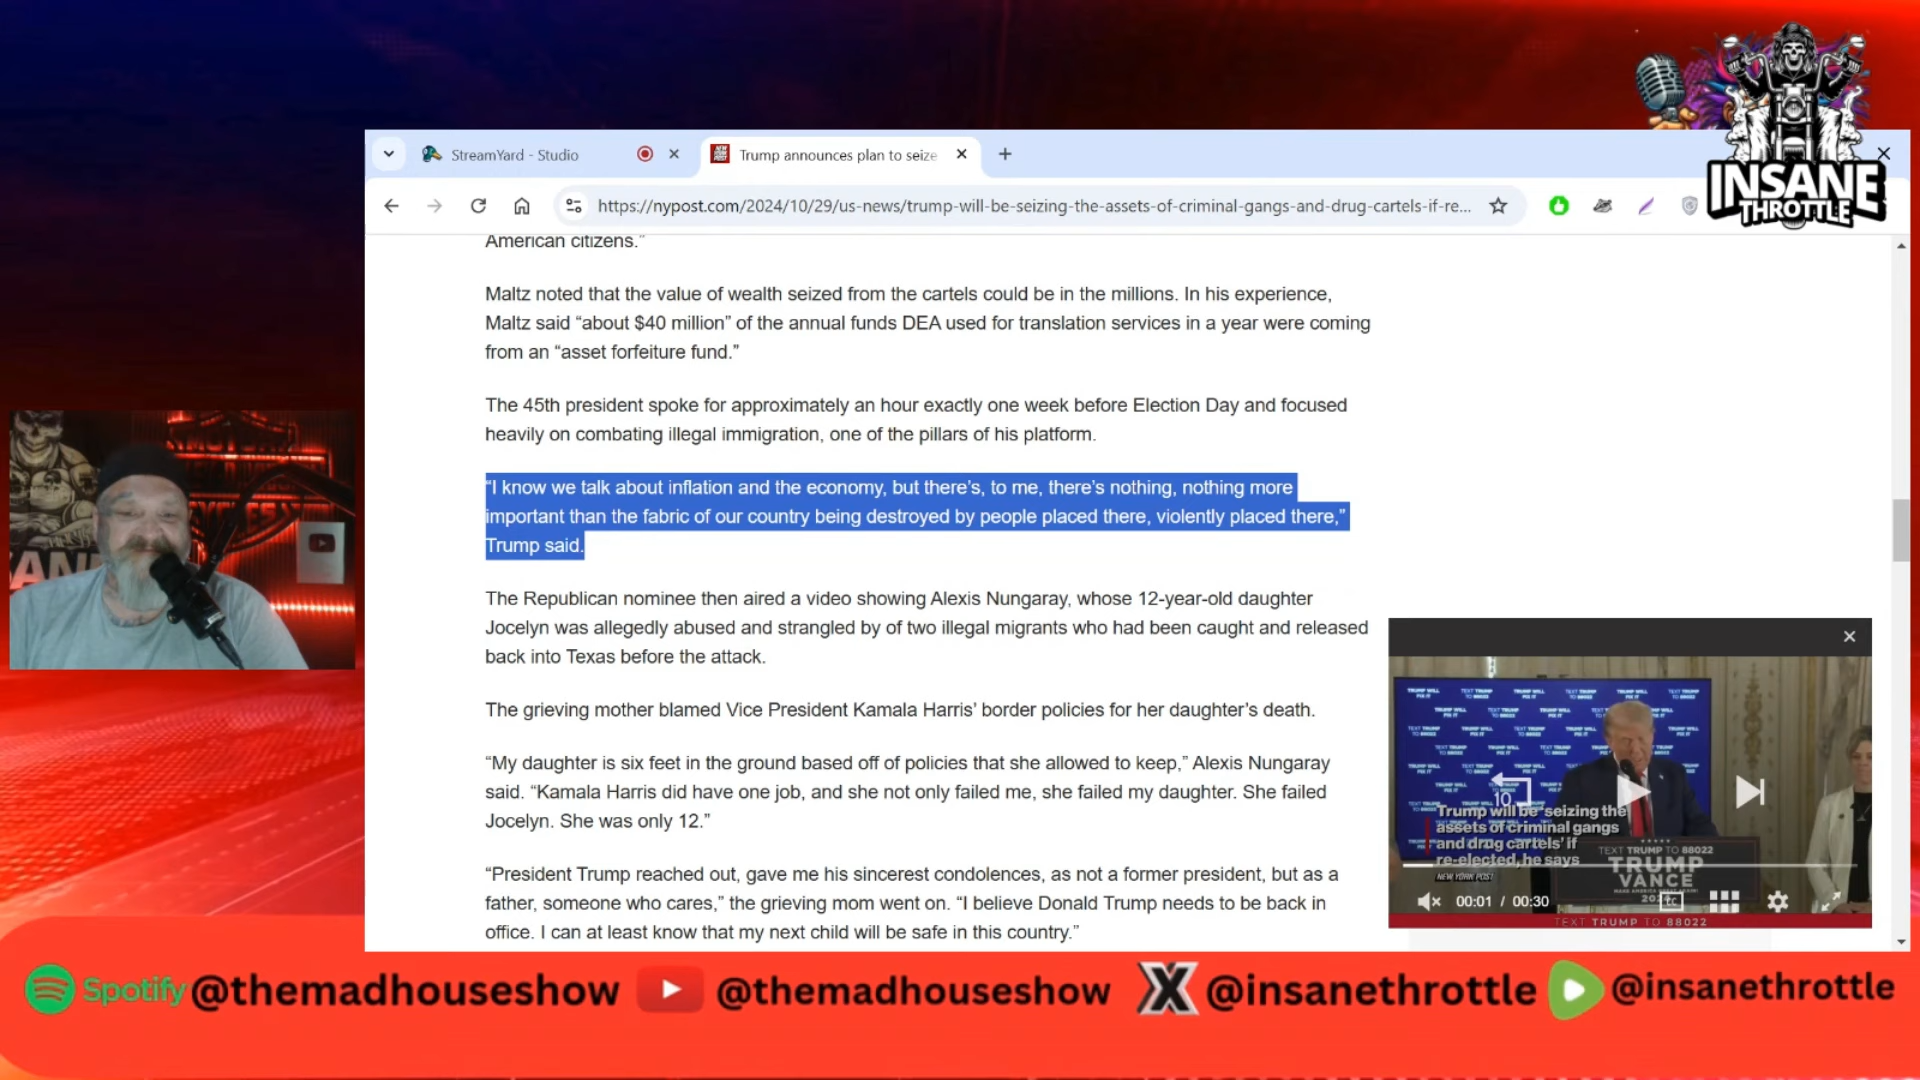 INSANE
THROTTLE
StreamYard - Studio
NEW YORK POST
Trump announces plan to seize
https://nypost.com/2024/10/29/us-news/trump-will-be-seizing-the-assets-of-criminal-gangs-and-drug-cartels-if-re...
American citizens.”
Maltz noted that the value of wealth seized from the cartels could be in the millions. In his experience,
Maltz said “about $40 million” of the annual funds DEA used for translation services in a year were coming
from an “asset forfeiture fund.”
The 45th president spoke for approximately an hour exactly one week before Election Day and focused
heavily on combating illegal immigration, one of the pillars of his platform.
“I know we talk about inflation and the economy, but there’s, to me, there’s nothing, nothing more
important than the fabric of our country being destroyed by people placed there, violently placed there,”
Trump said.
The Republican nominee then aired a video showing Alexis Nungaray, whose 12-year-old daughter
Jocelyn was allegedly abused and strangled by of two illegal migrants who had been caught and released
back into Texas before the attack.
The grieving mother blamed Vice President Kamala Harris’ border policies for her daughter’s death.
“My daughter is six feet in the ground based off of policies that she allowed to keep,” Alexis Nungaray
said. “Kamala Harris did have one job, and she not only failed me, she failed my daughter. She failed
Jocelyn. She was only 12.”
“President Trump reached out, gave me his sincerest condolences, as not a former president, but as a
father, someone who cares,” the grieving mom went on. “I believe Donald Trump needs to be back in
office. I can at least know that my next child will be safe in this country.”
10
Trump will be 'seizing the
assets of criminal gangs
and drug cartels' if
re-elected, he says
NEW YORK POST
TEXT TRUMP TO 88022
TRUMP
VANCE
00:01 / 00:30
CC
TEXT TRUMP TO 88022
Spotify @themadhouseshow @themadhouseshow X @insanethrottle @insanethrottle